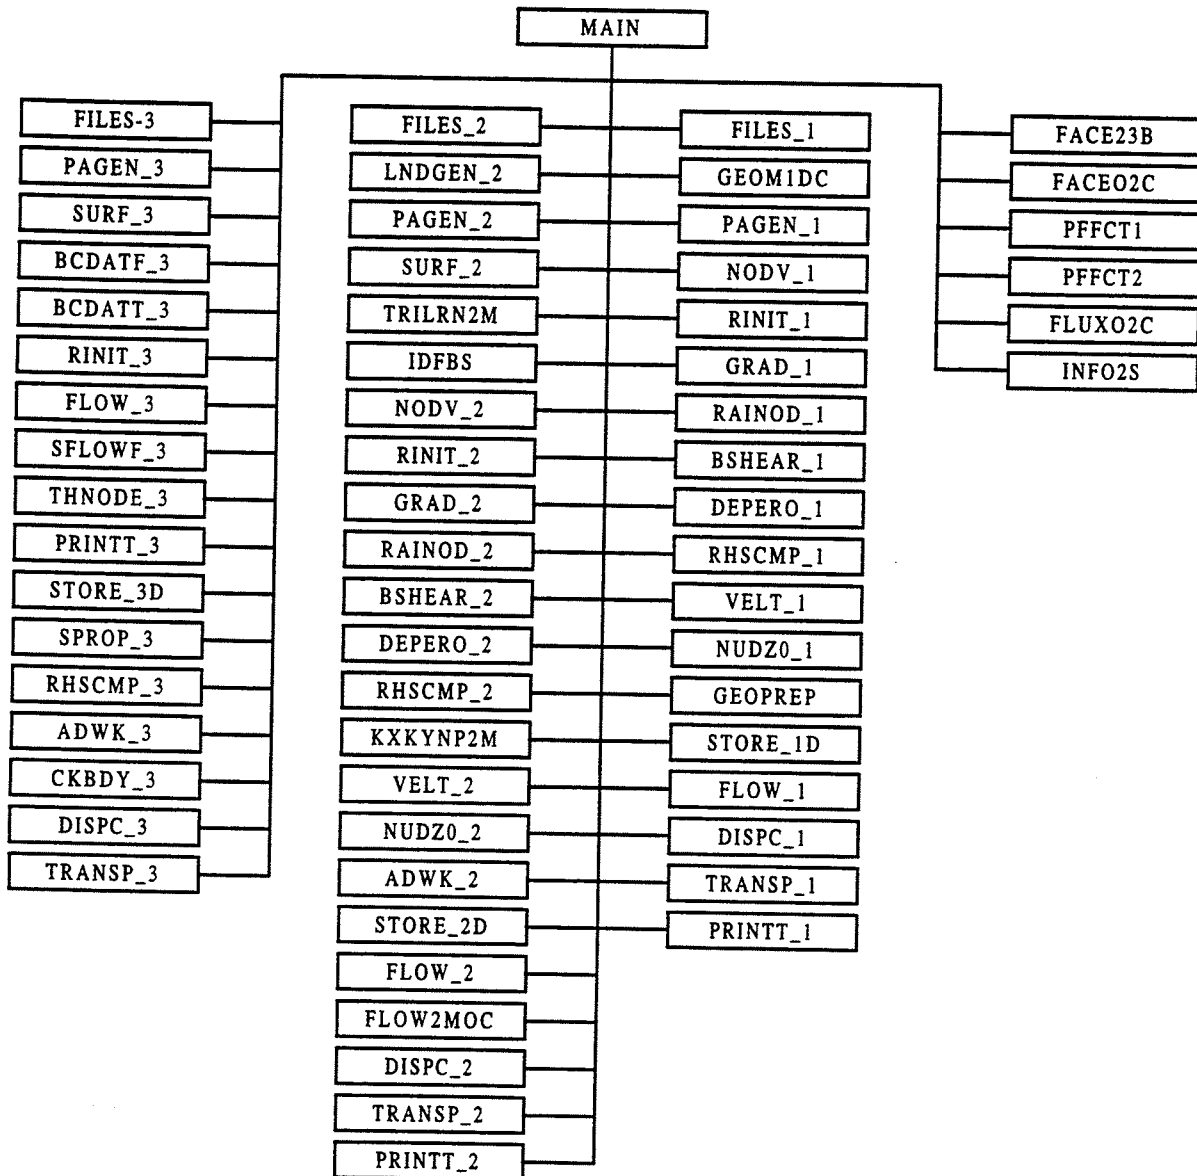 MAIN
FILES-3
PAGEN_3
SURF_3
BCDATF_3
BCDATT_3
RINIT_3
FLOW_3
SFLOWF_3
THNODE_3
PRINTT_3
STORE_3D
SPROP_3
RHSCMP_3
ADWK_3
CKBDY_3
DISPC_3
TRANSP_3
FILES_2
LNDGEN_2
PAGEN_2
SURF_2
TRILRN2M
IDFBS
NODV_2
RINIT_2
GRAD_2
RAINOD_2
BSHEAR_2
DEPERO_2
RHSCMP_2
KXKYNP2M
VELT_2
NUDZ0_2
ADWK_2
STORE_2D
FLOW_2
FLOW2MOC
DISPC_2
TRANSP_2
PRINTT_2
FILES_1
GEOM1DC
PAGEN_1
NODV_1
RINIT_1
GRAD_1
RAINOD_1
BSHEAR_1
DEPERO_1
RHSCMP_1
VELT_1
NUDZ0_1
GEOPREP
STORE_1D
FLOW_1
DISPC_1
TRANSP_1
PRINTT_1
FACE23B
FACEO2C
PFFCT1
PFFCT2
FLUXO2C
INFO2S